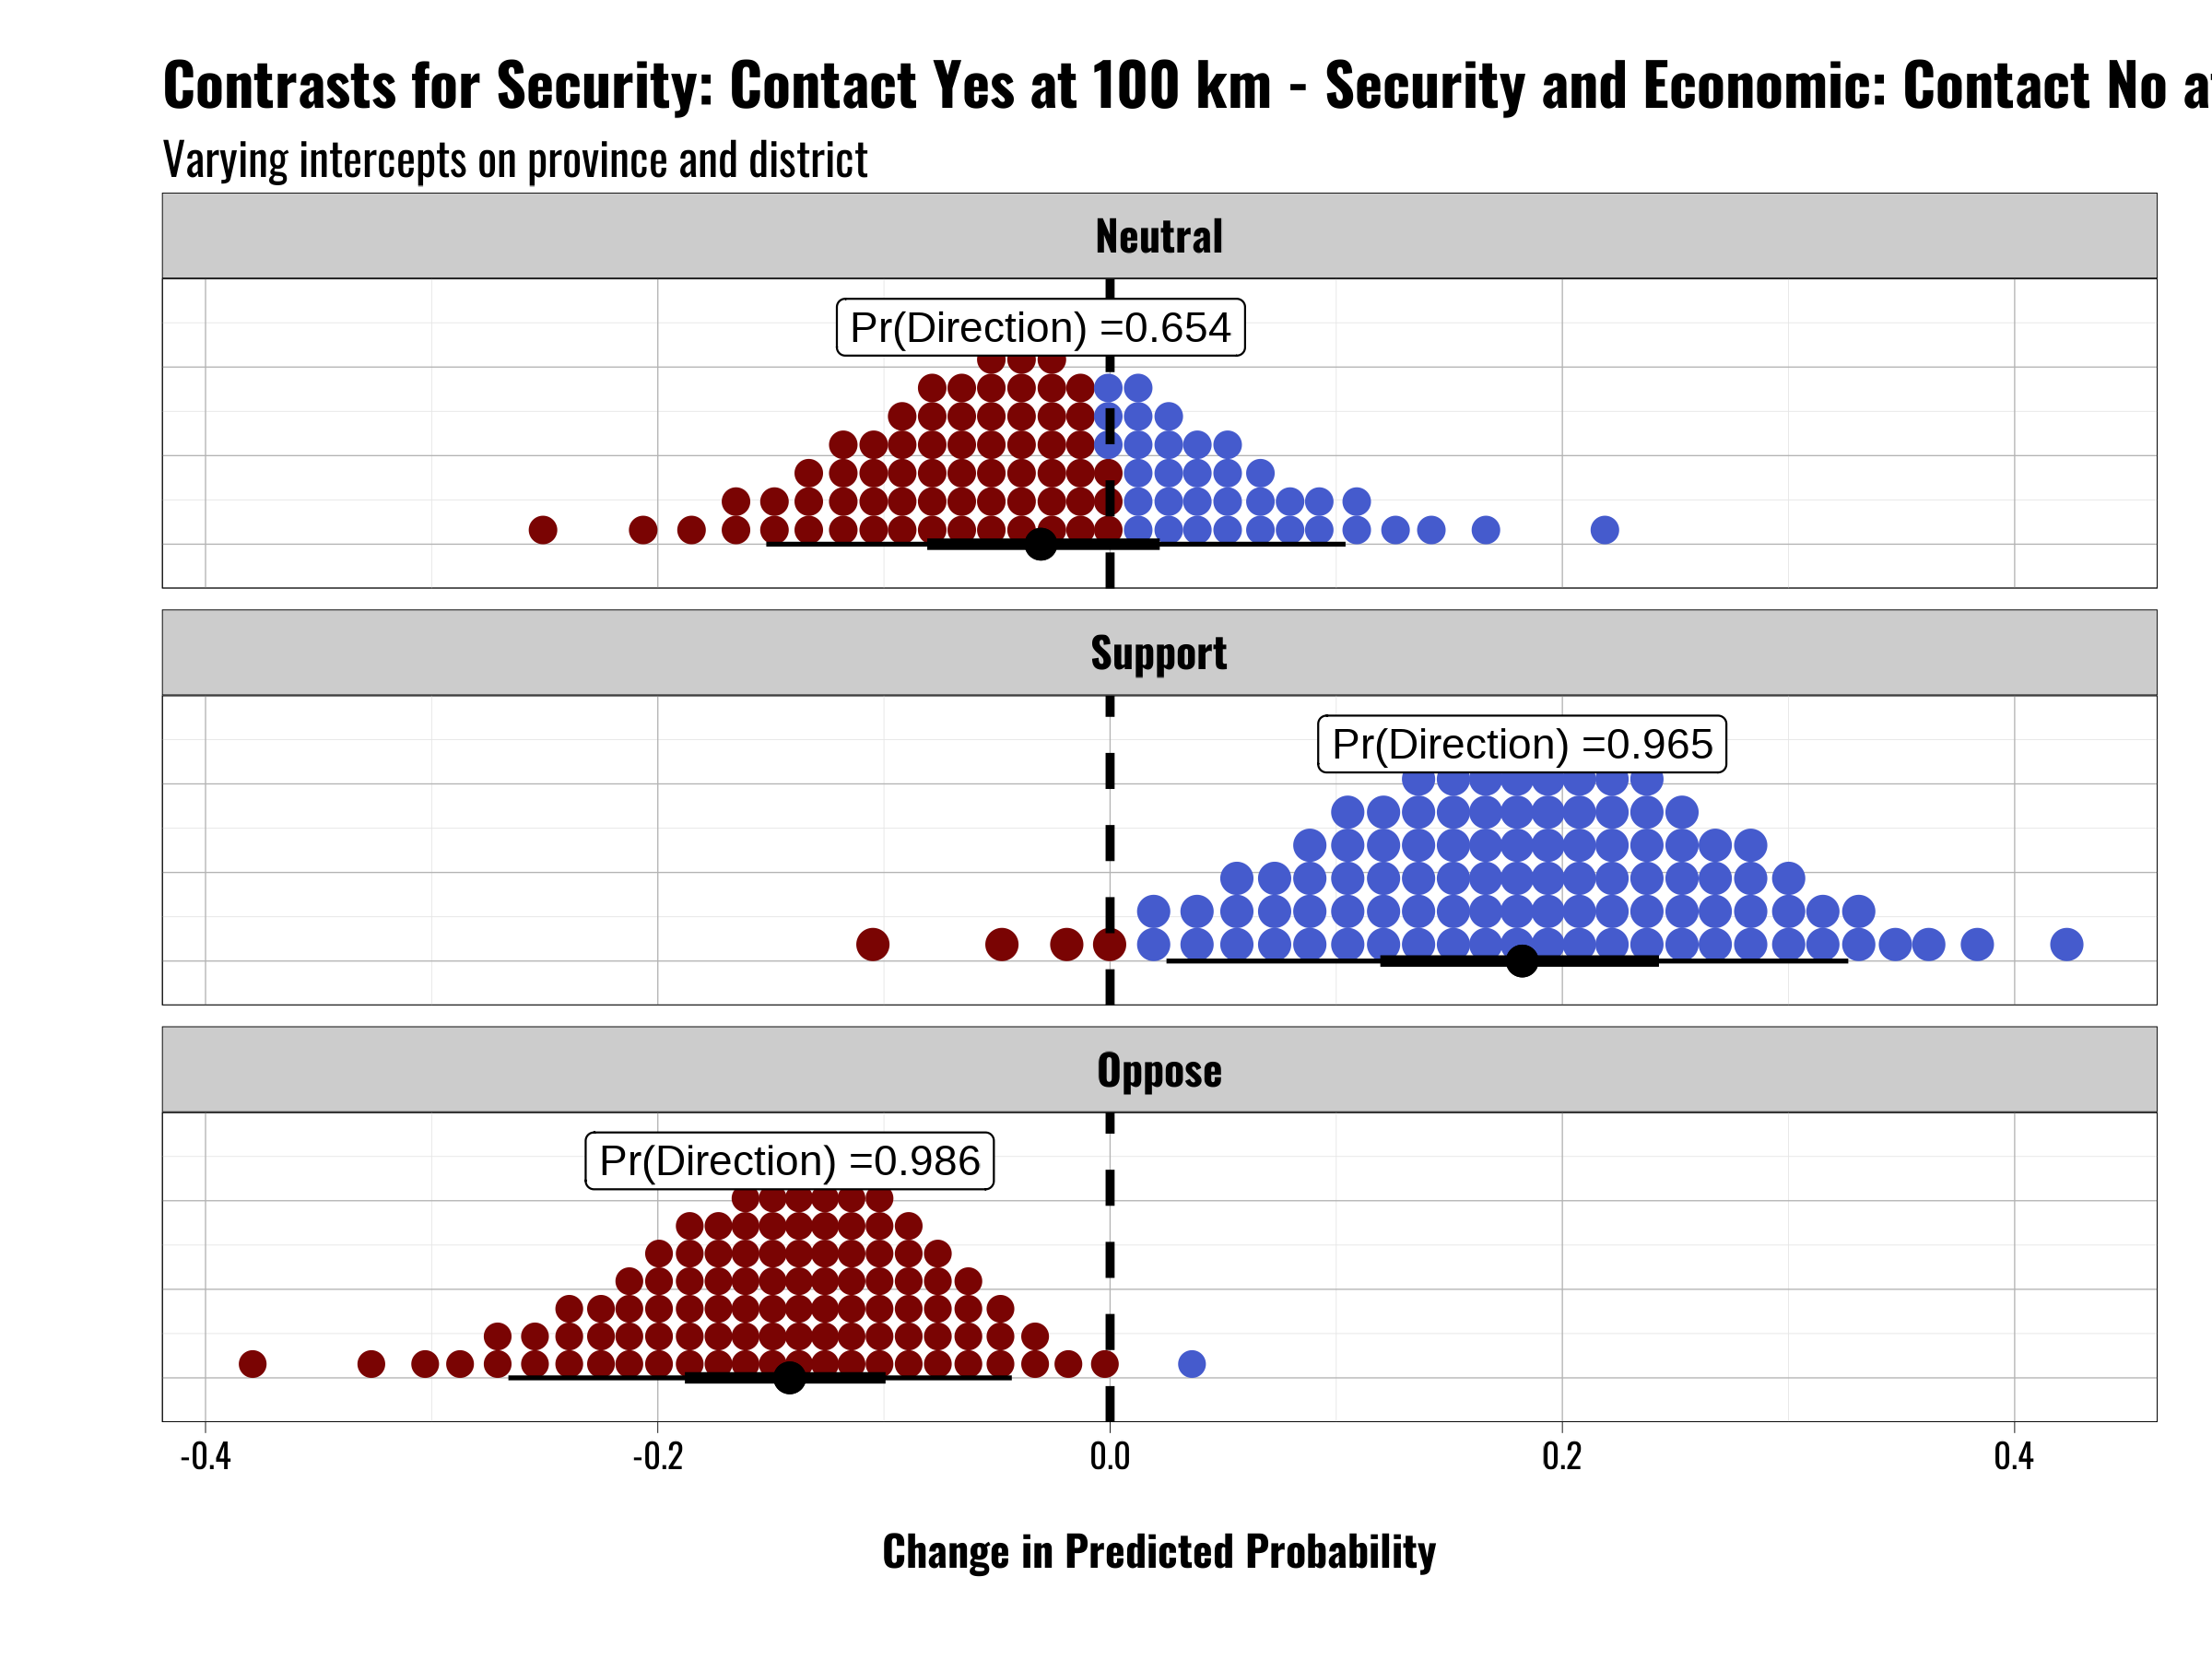 Contrasts for Security: Contact Yes at 100 km - Security and Economic: Contact No
Varying intercepts on province and district
Neutral
Pr(Direction) =0.654
Support
Pr(Direction) =0.965
Oppose
Pr(Direction) =0.986
-0.4 -0.2 0.0 0.2 0.4
Change in Predicted Probability